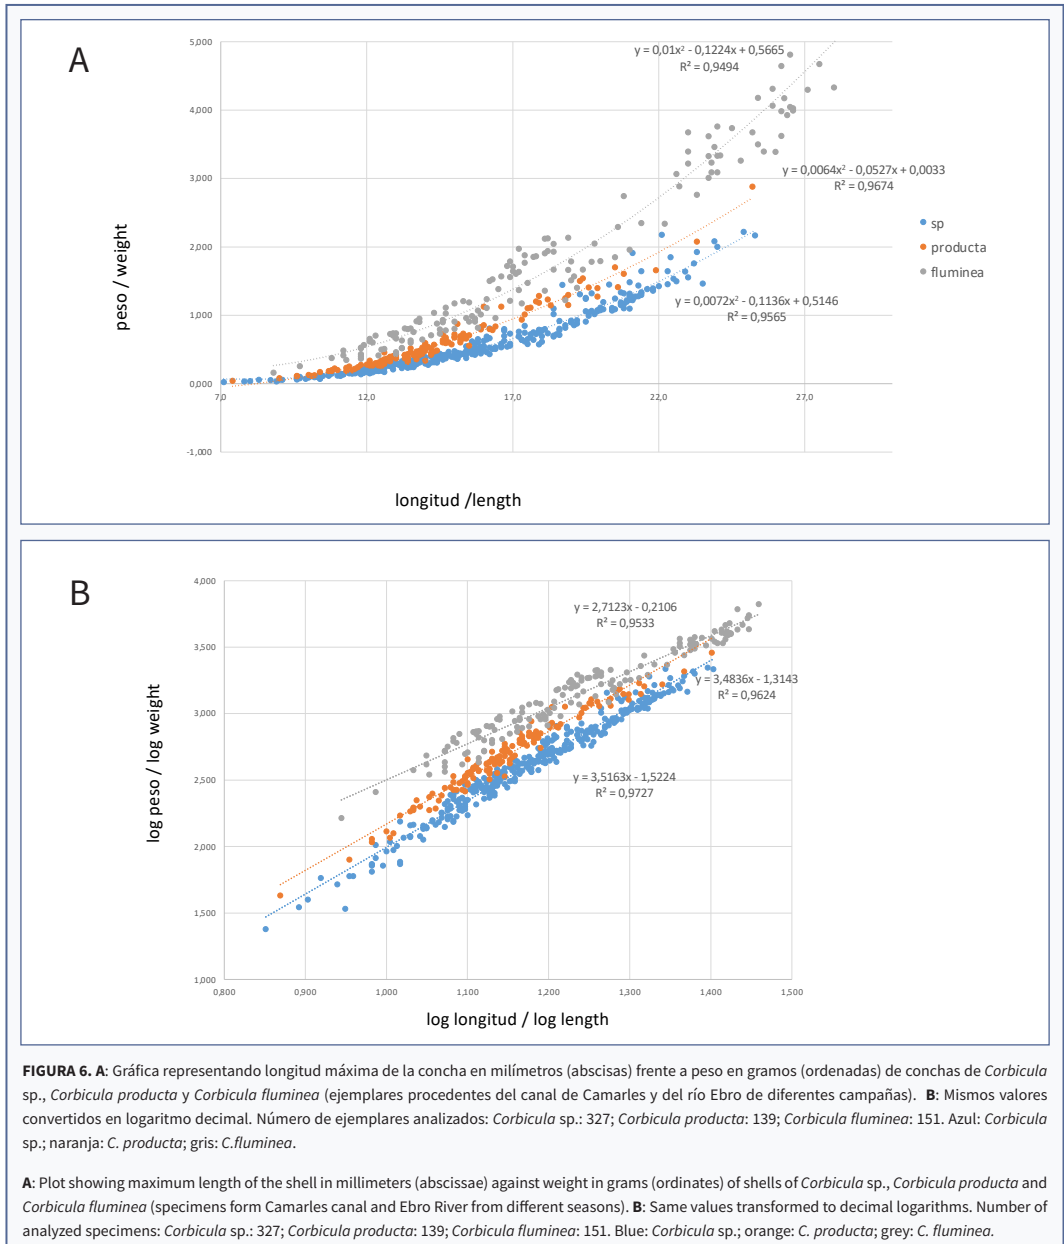 A
5,000
4,000
3,000
2,000
1,000
0,000
-1,000
7,0
12,0
17,0
22,0
27,0
y = 0,01x² - 0,1224x + 0,5665
R² = 0,9494
y = 0,0064x² - 0,0527x + 0,0033
R² = 0,9674
y = 0,0072x² - 0,1136x + 0,5146
R² = 0,9565
sp
producta
fluminea
peso / weight
longitud /length
B
4,000
3,500
3,000
2,500
2,000
1,500
1,000
0,800
0,900
1,000
1,100
1,200
1,300
1,400
1,500
y = 2,7123x - 0,2106
R² = 0,9533
y = 3,4836x - 1,3143
R² = 0,9624
y = 3,5163x - 1,5224
R² = 0,9727
log peso / log weight
log longitud / log length
FIGURA 6. A: Gráfica representando longitud máxima de la concha en milímetros (abscisas) frente a peso en gramos (ordenadas) de conchas de Corbicula
sp., Corbicula producta y Corbicula fluminea (ejemplares procedentes del canal de Camarles y del río Ebro de diferentes campañas). B: Mismos valores
convertidos en logaritmo decimal. Número de ejemplares analizados: Corbicula sp.: 327; Corbicula producta: 139; Corbicula fluminea: 151. Azul: Corbicula
sp.; naranja: C. producta; gris: C.fluminea.
A: Plot showing maximum length of the shell in millimeters (abscissae) against weight in grams (ordinates) of shells of Corbicula sp., Corbicula producta and
Corbicula fluminea (specimens form Camarles canal and Ebro River from different seasons). B: Same values transformed to decimal logarithms. Number of
analyzed specimens: Corbicula sp.: 327; Corbicula producta: 139; Corbicula fluminea: 151. Blue: Corbicula sp.; orange: C. producta; grey: C. fluminea.